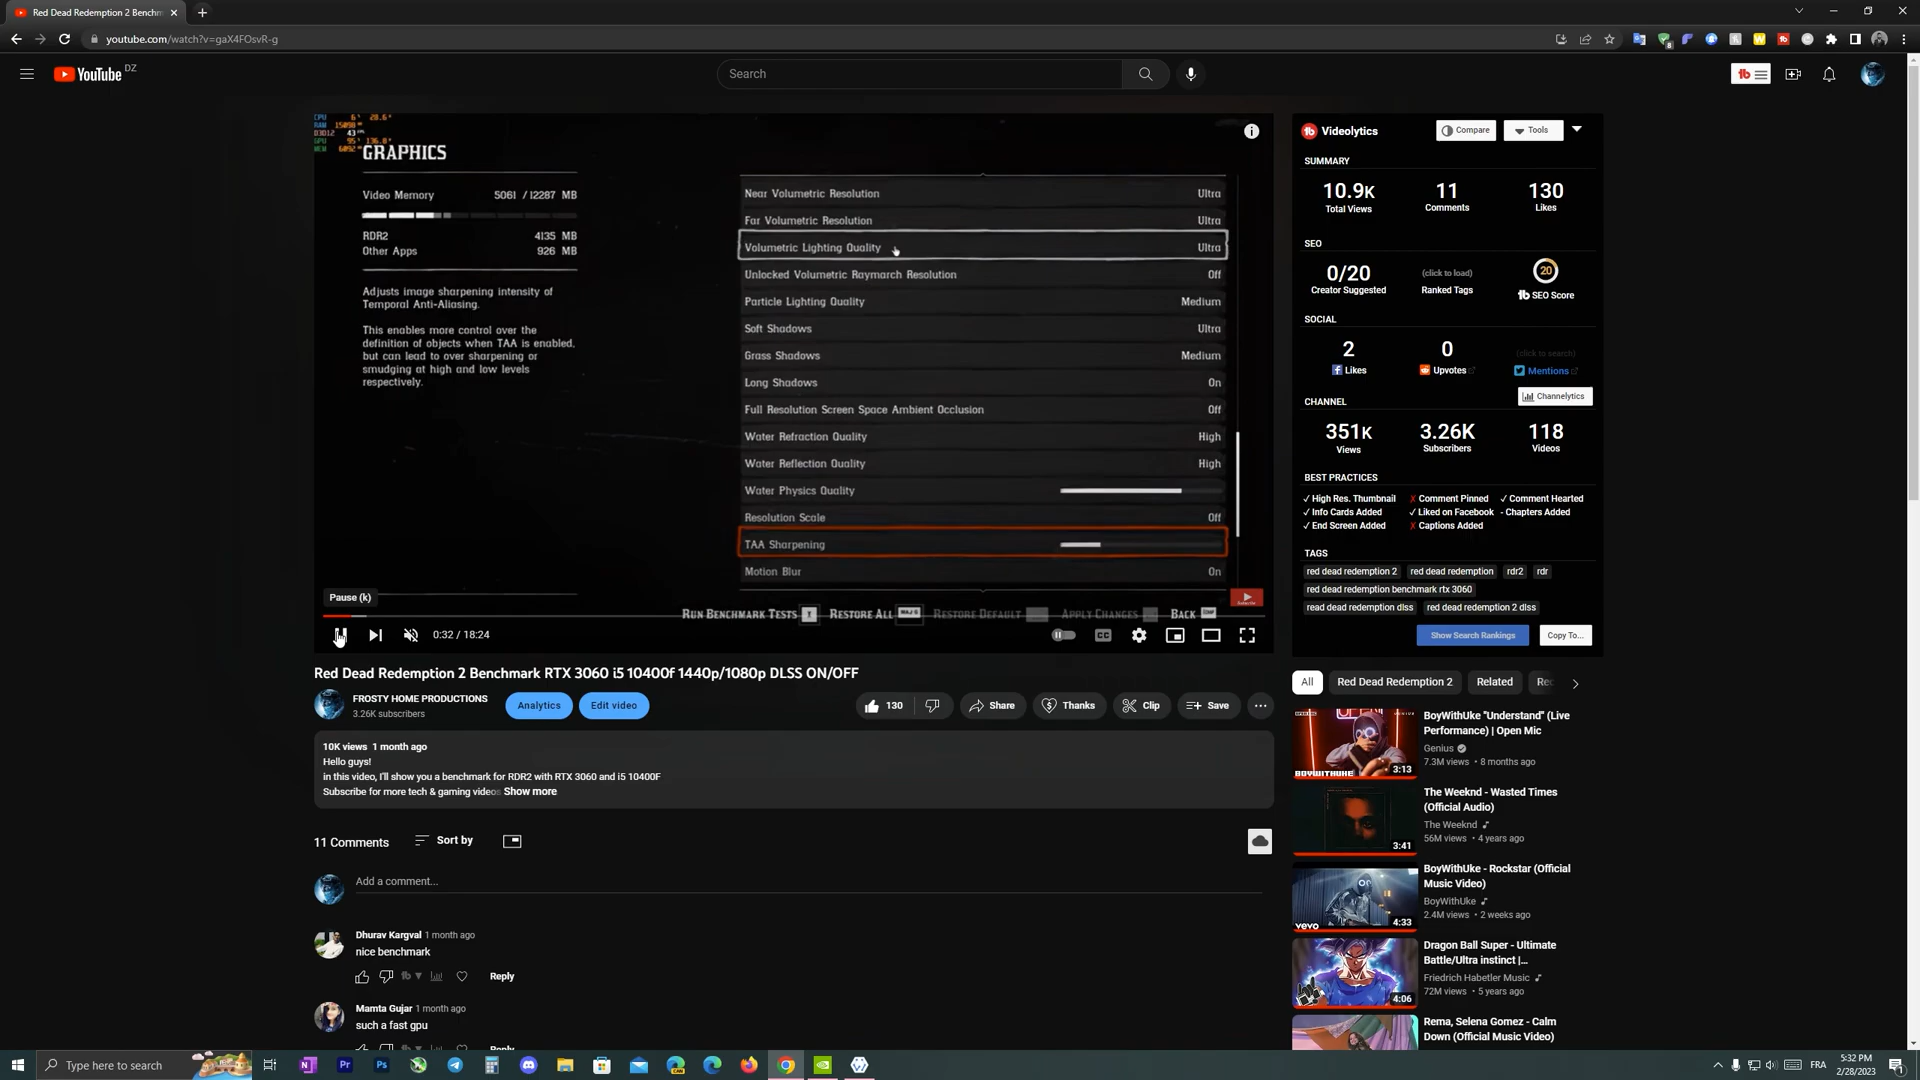 Red Dead Redemption 2 Benchm
youtube.com/watch?v=gaX4FOsvR-g
YouTube DZ
Search
CPU 6 28.6
RAM
D3D12 43
GPU 95
MEM
GRAPHICS
Video Memory 5061 / 12287 MB
RDR2 4135 MB
Other Apps 926 MB
Adjusts image sharpening intensity of
Temporal Anti-Aliasing.
This enables more control over the
definition of objects when TAA is enabled,
but can lead to over sharpening or
smudging at high and low levels
respectively.
Near Volumetric Resolution Ultra
Far Volumetric Resolution Ultra
Volumetric Lighting Quality Ultra
Unlocked Volumetric Raymarch Resolution Off
Particle Lighting Quality Medium
Soft Shadows Ultra
Grass Shadows Medium
Long Shadows On
Full Resolution Screen Space Ambient Occlusion Off
Water Refraction Quality High
Water Reflection Quality High
Water Physics Quality
Resolution Scale Off
TAA Sharpening
Motion Blur On
Pause (k)
Run Benchmark Tests Restore All Restore Default Apply Changes Back
0:32 / 18:24
Red Dead Redemption 2 Benchmark RTX 3060 i5 10400f 1440p/1080p DLSS ON/OFF
FROSTY HOME PRODUCTIONS
3.26K subscribers
Analytics
Edit video
130
Share
Thanks
Clip
Save
10K views 1 month ago
Hello guys!
in this video, I'll show you a benchmark for RDR2 with RTX 3060 and i5 10400F
Subscribe for more tech & gaming videos Show more
11 Comments
Sort by
Add a comment...
Dhurav Kargval 1 month ago
nice benchmark
Reply
Mamta Gujar 1 month ago
such a fast gpu
Reply
tb Videolytics Compare Tools
SUMMARY
10.9K 11 130
Total Views Comments Likes
SEO
0/20 (click to load) 20
Creator Suggested Ranked Tags tb SEO Score
SOCIAL
2 0 (click to search)
Likes Upvotes Mentions
CHANNEL Channelytics
351K 3.26K 118
Views Subscribers Videos
BEST PRACTICES
✓ High Res. Thumbnail ✗ Comment Pinned ✓ Comment Hearted
✓ Info Cards Added ✓ Liked on Facebook - Chapters Added
✓ End Screen Added ✗ Captions Added
TAGS
red dead redemption 2 red dead redemption rdr2 rdr
red dead redemption benchmark rtx 3060
read dead redemption dlss red dead redemption 2 dlss
Show Search Rankings Copy To...
All Red Dead Redemption 2 Related Rec
BoyWithUke "Understand" (Live
Performance) | Open Mic
Genius
7.3M views • 8 months ago
BOYWITHUKE
3:13
The Weeknd - Wasted Times
(Official Audio)
The Weeknd
56M views • 4 years ago
3:41
BoyWithUke - Rockstar (Official
Music Video)
BoyWithUke
2.4M views • 2 weeks ago
vevo
4:33
Dragon Ball Super - Ultimate
Battle/Ultra instinct |...
Friedrich Habetler Music
72M views • 5 years ago
4:06
Rema, Selena Gomez - Calm
Down (Official Music Video)
Type here to search
FRA
5:32 PM
2/28/2023